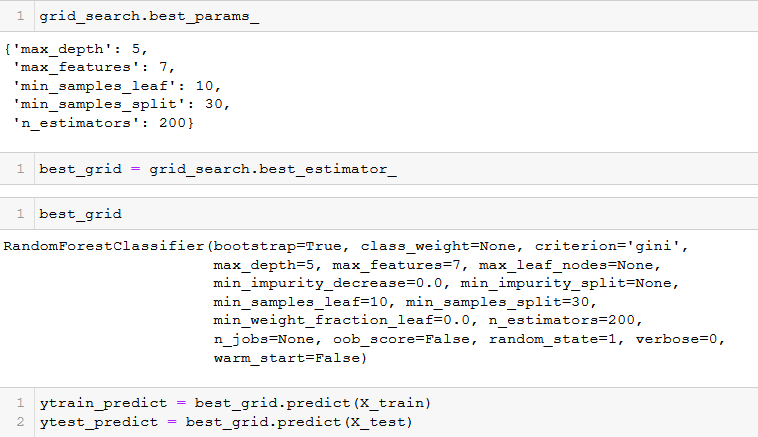 1 grid_search.best_params_
{'max_depth': 5,
'max_features': 7,
'min_samples_leaf': 10,
'min_samples_split': 30,
'n_estimators': 200}
1 best_grid = grid_search.best_estimator_
1 best_grid
RandomForestClassifier(bootstrap=True, class_weight=None, criterion='gini',
max_depth=5, max_features=7, max_leaf_nodes=None,
min_impurity_decrease=0.0, min_impurity_split=None,
min_samples_leaf=10, min_samples_split=30,
min_weight_fraction_leaf=0.0, n_estimators=200,
n_jobs=None, oob_score=False, random_state=1, verbose=0,
warm_start=False)
1 ytrain_predict = best_grid.predict(X_train)
2 ytest_predict = best_grid.predict(X_test)